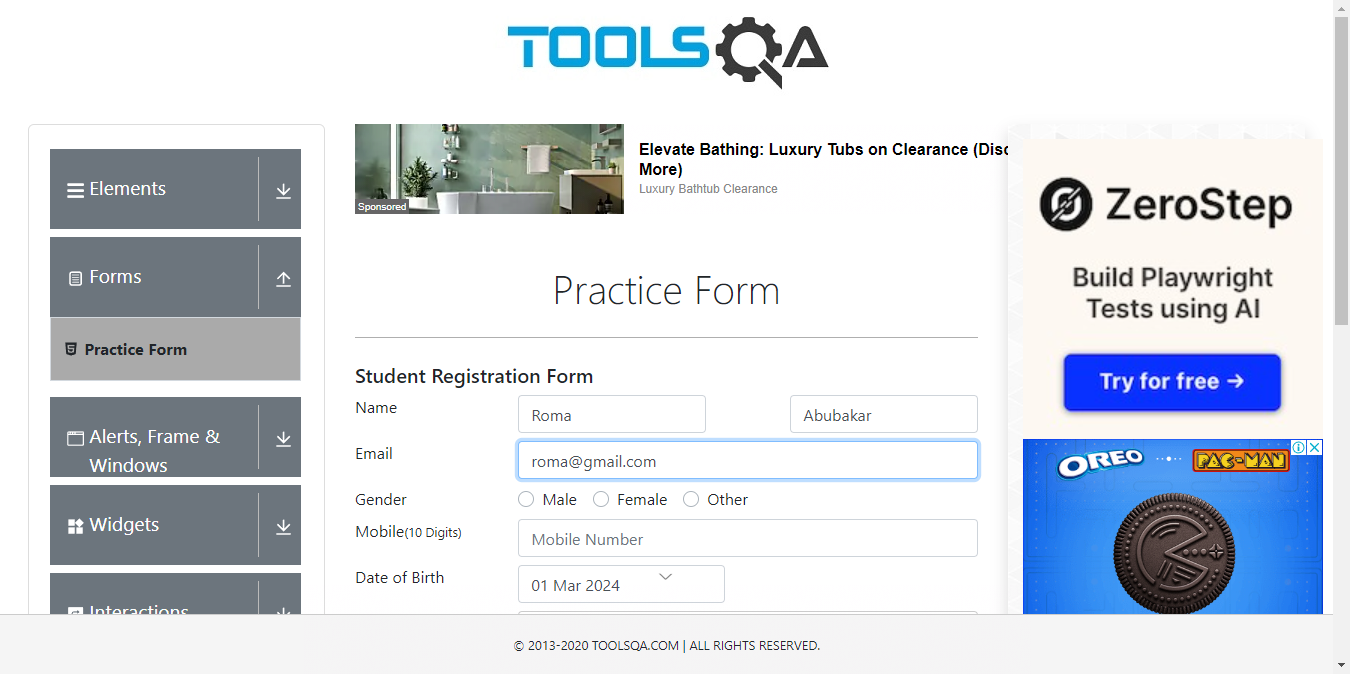 TOOLSQA
Elements
Forms
Practice Form
Alerts, Frame &
Windows
Widgets
Interactions
Sponsored
Elevate Bathing: Luxury Tubs on Clearance (Disc
More)
Luxury Bathtub Clearance
Practice Form
Student Registration Form
Name
Roma
Abubakar
Email
roma@gmail.com
Gender
Male
Female
Other
Mobile(10 Digits)
Mobile Number
Date of Birth
01 Mar 2024
ZeroStep
Build Playwright
Tests using AI
Try for free →
OREO
PAC-MAN
© 2013-2020 TOOLSQA.COM | ALL RIGHTS RESERVED.